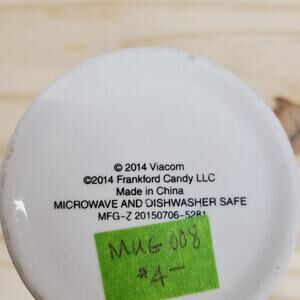 © 2014 Viacom
©2014 Frankford Candy LLC
Made in China
MICROWAVE AND DISHWASHER SAFE
MFG-Z 20150706-5281
MUG 008
$4-